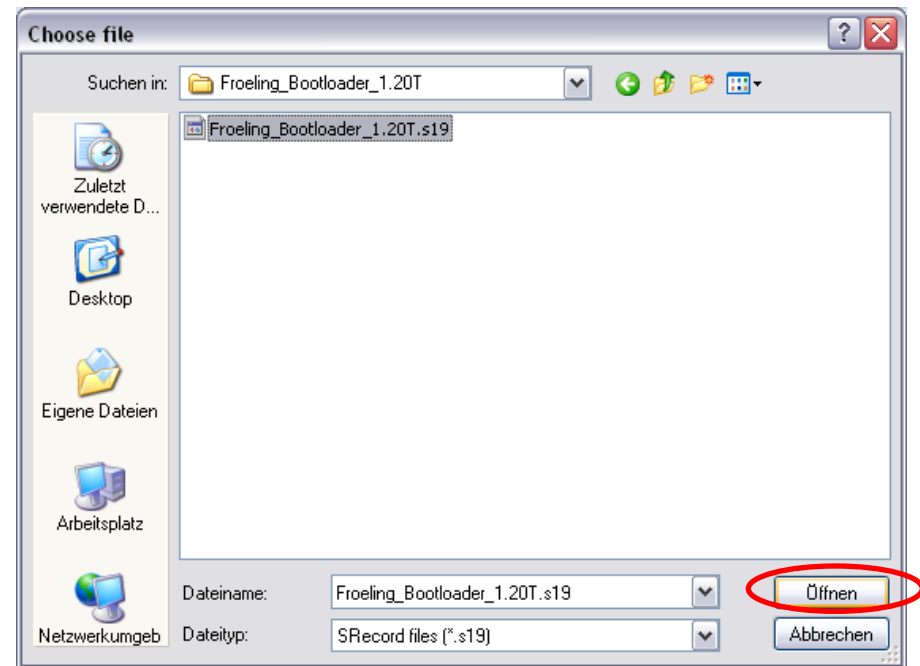 Choose file
Suchen in:
Froeling_Bootloader_1.20T
Froeling_Bootloader_1.20T.s19
Zuletzt
verwendete D...
Desktop
Eigene Dateien
Arbeitsplatz
Netzwerkumgeb
Dateiname:
Froeling_Bootloader_1.20T.s19
Öffnen
Dateityp:
SRecord files (*.s19)
Abbrechen